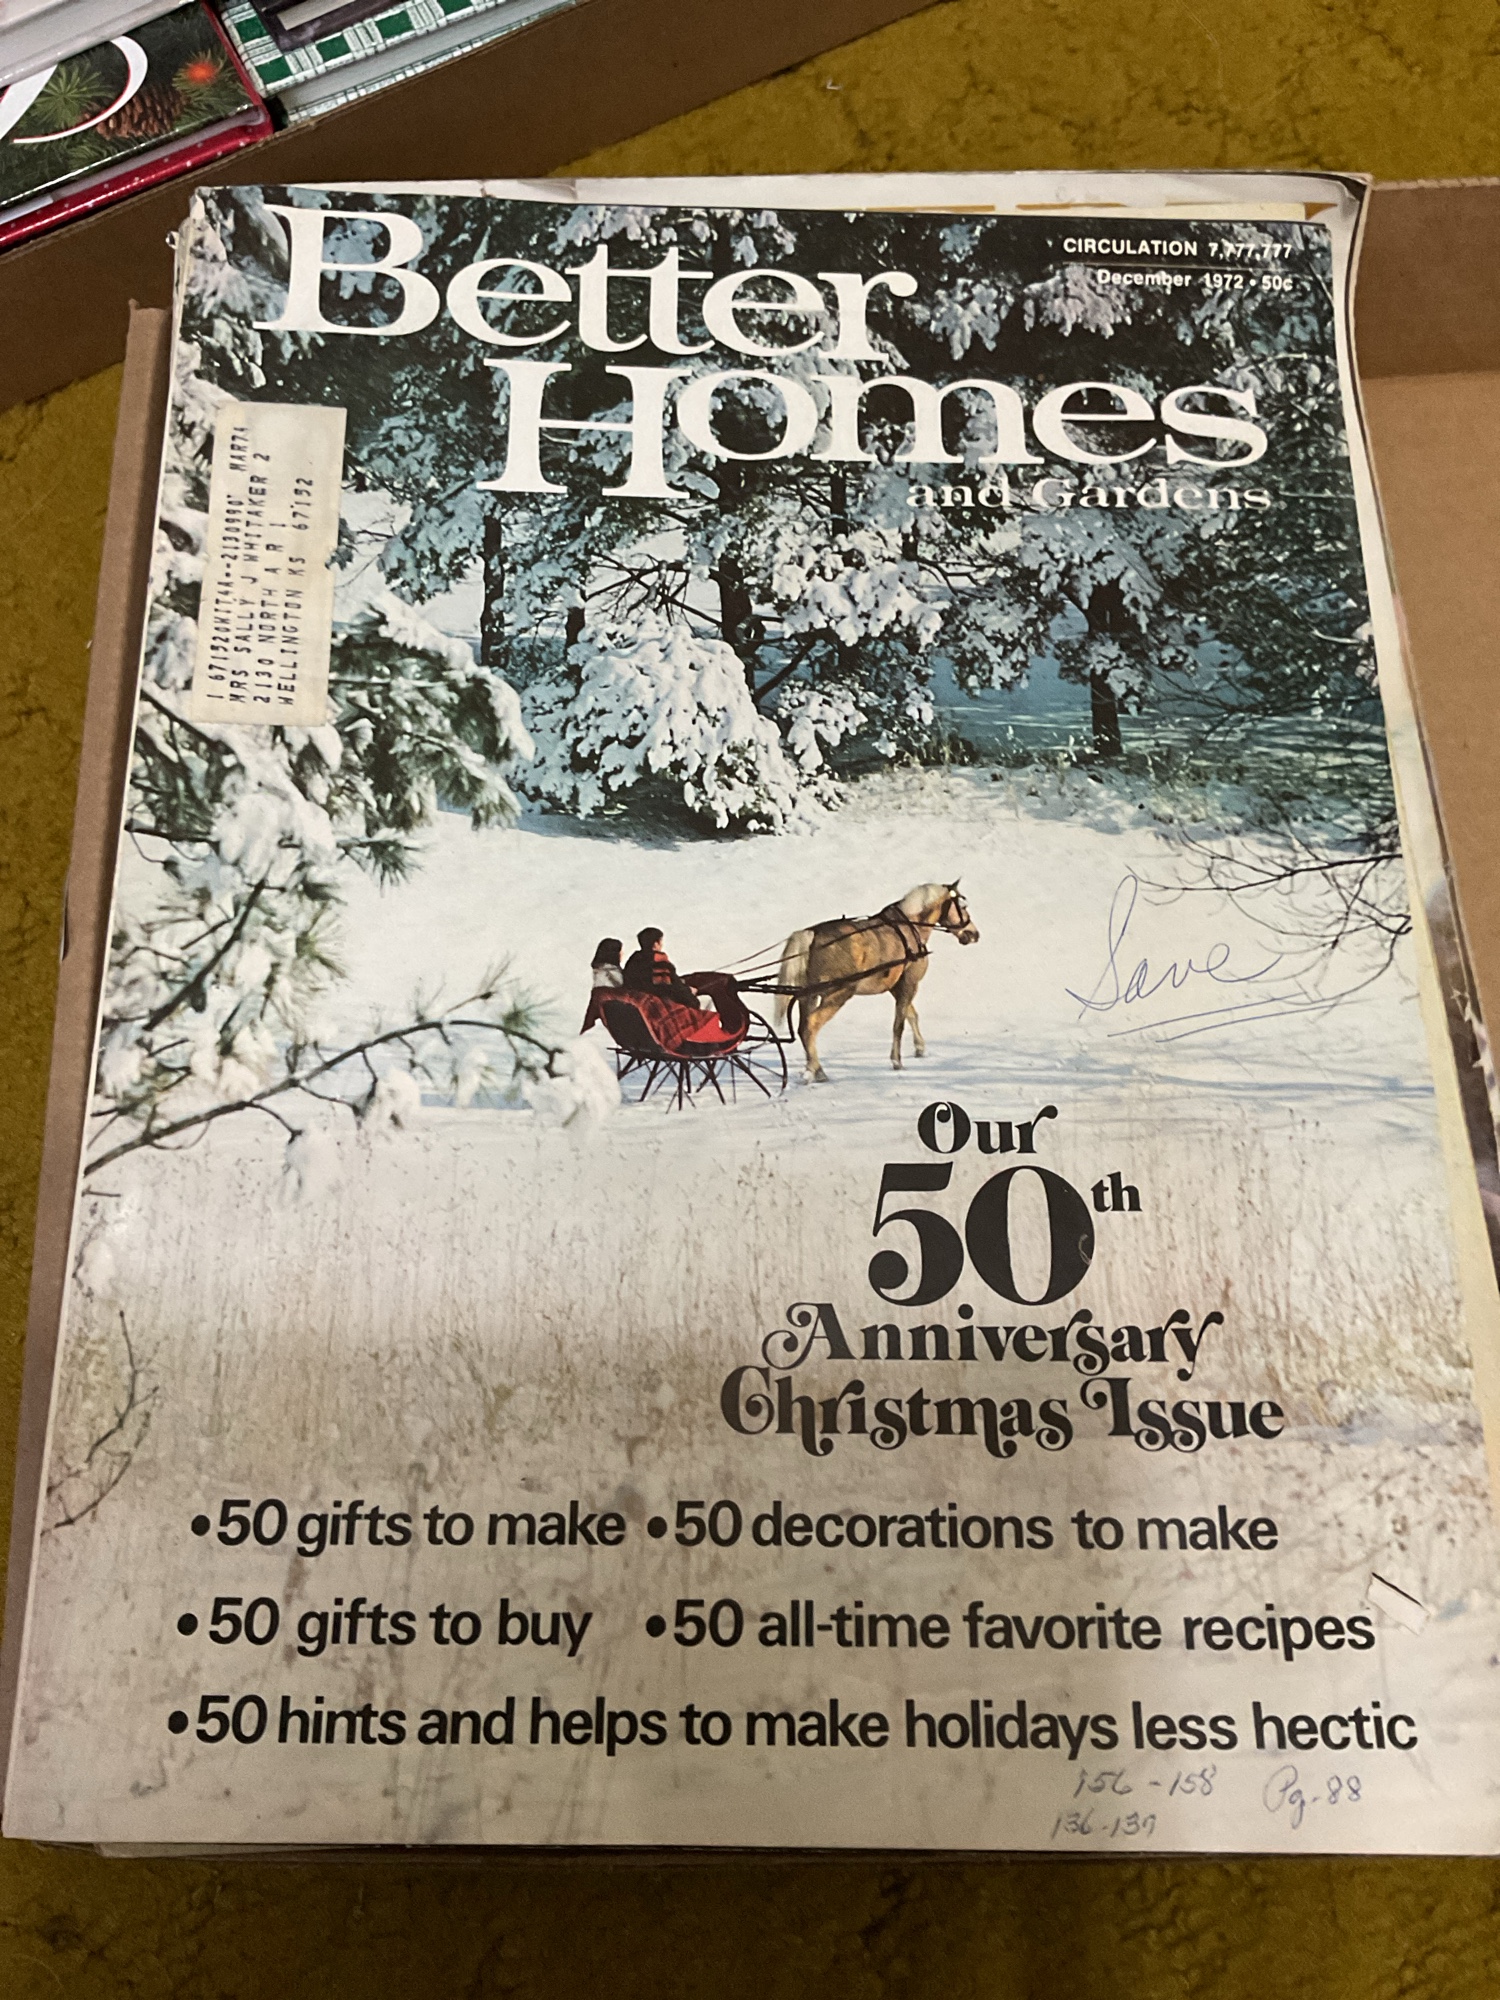 Better
Homes
and Gardens
CIRCULATION 7,777,777
December 1972 • 50¢
MAR74
MRS SALLY J WHITAKER 2
2130 NORTH A R 1
WELLINGTON KS 67152
Save
Our
50th
Anniversary
Christmas Issue
•50 gifts to make •50 decorations to make
•50 gifts to buy •50 all-time favorite recipes
•50 hints and helps to make holidays less hectic
156-158 Pg. 88
136-137